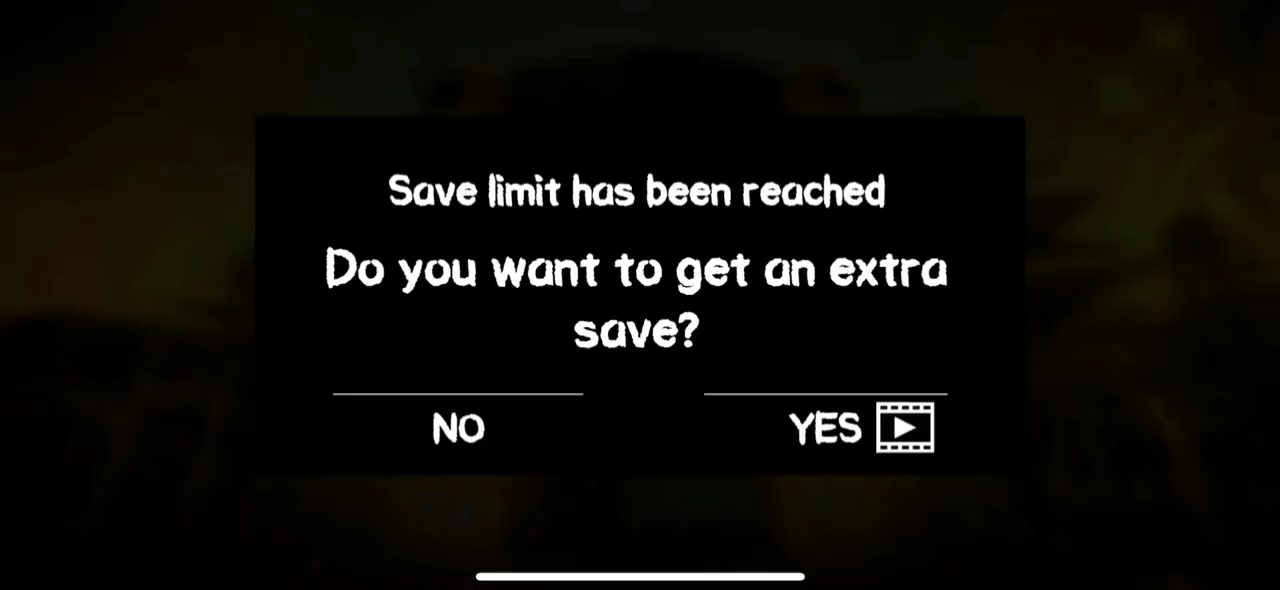 Save limit has been reached
Do you want to get an extra
save?
NO
YES